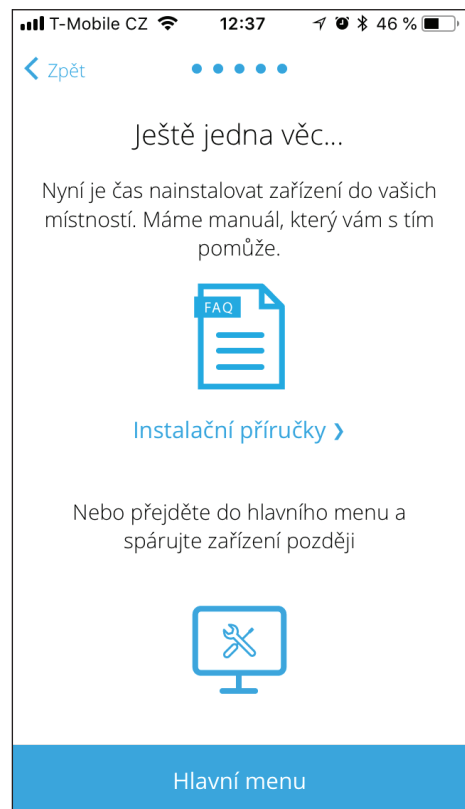 T-Mobile CZ 12:37 46 %
Zpět
Ještě jedna věc...
Nyní je čas nainstalovat zařízení do vašich
místností. Máme manuál, který vám s tím
pomůže.
FAQ
Instalační příručky ❯
Nebo přejděte do hlavního menu a
spárujte zařízení později
Hlavní menu